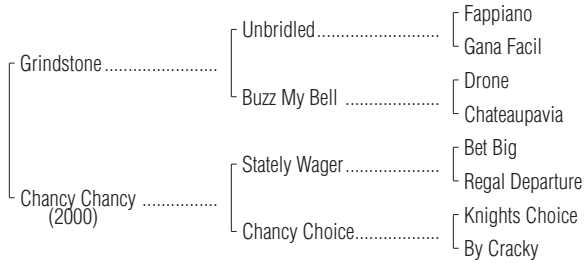 Fappiano
Unbridled
Gana Facil
Grindstone
Drone
Buzz My Bell
Chateaupavia
Bet Big
Stately Wager
Regal Departure
Chancy Chancy
(2000)
Knights Choice
Chancy Choice
By Cracky